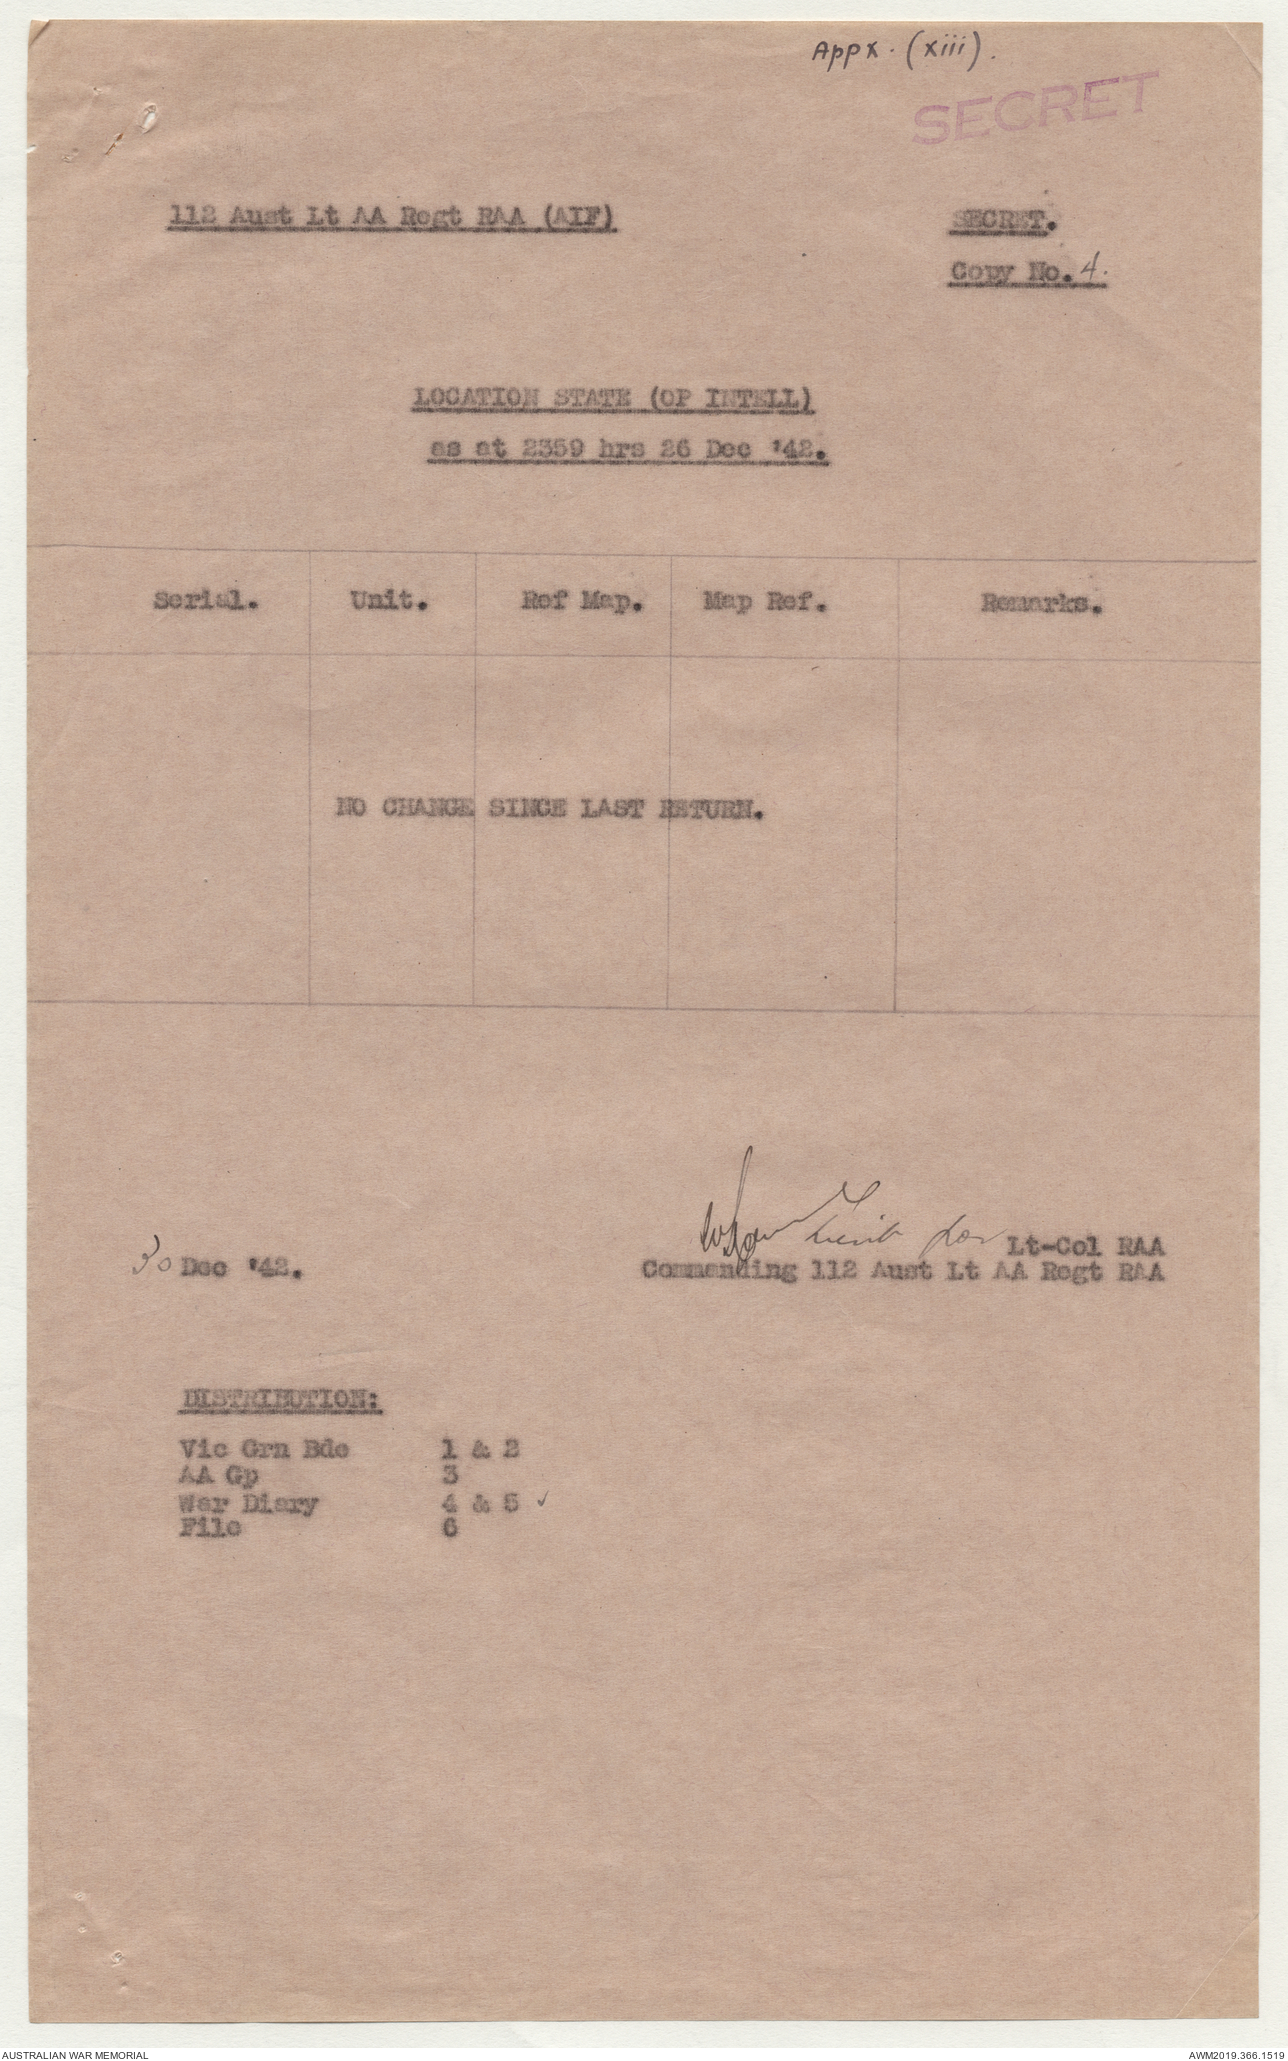 Appx. (xiii).
SECRET
112 Aust Lt AA Regt RAA (AIF)
SECRET.
Copy No. 4.
LOCATION STATE (OP INTELL)
as at 2359 hrs 26 Dec '42.
Serial. Unit. Ref Map. Map Ref. Remarks.
NO CHANGE SINCE LAST RETURN.
Lieut for Lt-Col RAA
30 Dec '42.
Commanding 112 Aust Lt AA Regt RAA
DISTRIBUTION:
Vic Grn Bde 1 & 2
AA Gp 3
War Diary 4 & 5 ✓
File 6
AUSTRALIAN WAR MEMORIAL
AWM2019.366.1519